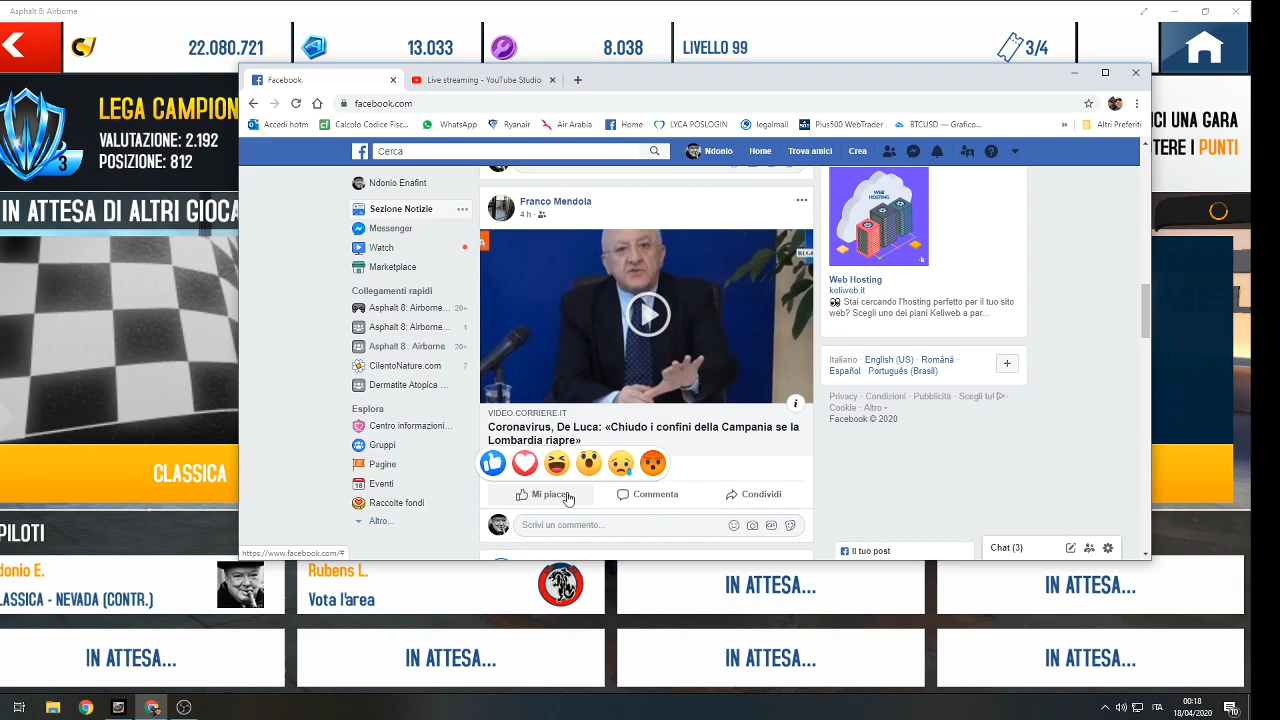 Asphalt 8: Airborne
22.080.721
13.033
8.038
LIVELLO 99
3/4
LEGA CAMPION
VALUTAZIONE: 2.192
POSIZIONE: 812
3
ICI UNA GARA
TERE I PUNTI
IN ATTESA DI ALTRI GIOCA
CLASSICA
PILOTI
Facebook
Live streaming - YouTube Studio
facebook.com
Accedi hotm
Calcolo Codice Fisc...
WhatsApp
Ryanair
Air Arabia
Home
LYCA POSLOGIN
legalmail
Plus500 WebTrader
BTCUSD — Grafico...
»
Altri Preferiti
Cerca
Ndonio
Home
Trova amici
Crea
Ndonio Enafint
Sezione Notizie
Messenger
Watch
Marketplace
Collegamenti rapidi
Asphalt 8: Airborne... 20+
Asphalt 8: Airborne... 1
Asphalt 8 : Airborne 20+
CilentoNature.com 7
Dermatite Atopica ...
Esplora
Centro informazioni...
Gruppi
Pagine
Eventi
Raccolte fondi
Altro...
https://www.facebook.com/#
Franco Mendola
4 h ·
VIDEO.CORRIERE.IT
Coronavirus, De Luca: «Chiudo i confini della Campania se la
Lombardia riapre»
Mi piace
Commenta
Condividi
Scrivi un commento...
Web Hosting
keliweb.it
Stai cercando l'hosting perfetto per il tuo sito
web? Scegli uno dei piani Keliweb a par...
Italiano · English (US) · Română ·
Español · Português (Brasil)
Privacy · Condizioni · Pubblicità · Scegli tu! ·
Cookie · Altro
Facebook © 2020
Il tuo post
Chat (3)
donio E.
LASSICA - NEVADA (CONTR.)
Rubens L.
Vota l'area
IN ATTESA...
IN ATTESA...
IN ATTESA...
IN ATTESA...
IN ATTESA...
IN ATTESA...
ITA
00:18
18/04/2020